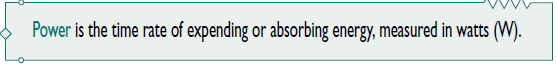 Power is the time rate of expending or absorbing energy, measured in watts (W).